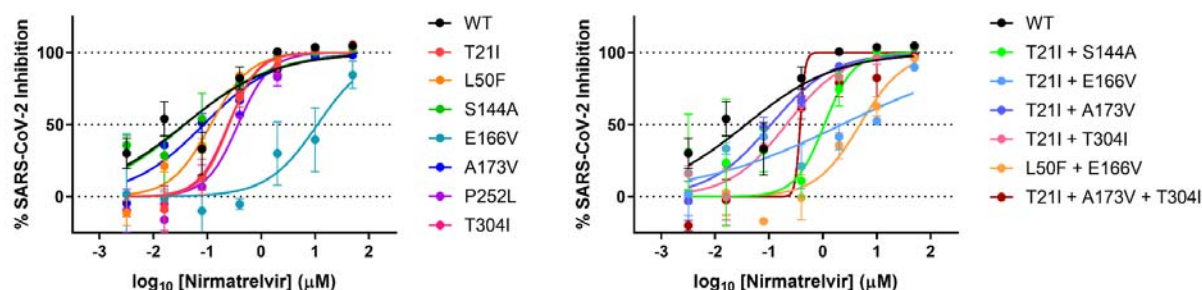 % SARS-CoV-2 Inhibition
100
50
0
-3
-2
-1
0
1
2
log10 [Nirmatrelvir] (μM)
WT
T21I
L50F
S144A
E166V
A173V
P252L
T304I
% SARS-CoV-2 Inhibition
100
50
0
-3
-2
-1
0
1
2
log10 [Nirmatrelvir] (μM)
WT
T21I + S144A
T21I + E166V
T21I + A173V
T21I + T304I
L50F + E166V
T21I + A173V + T304I